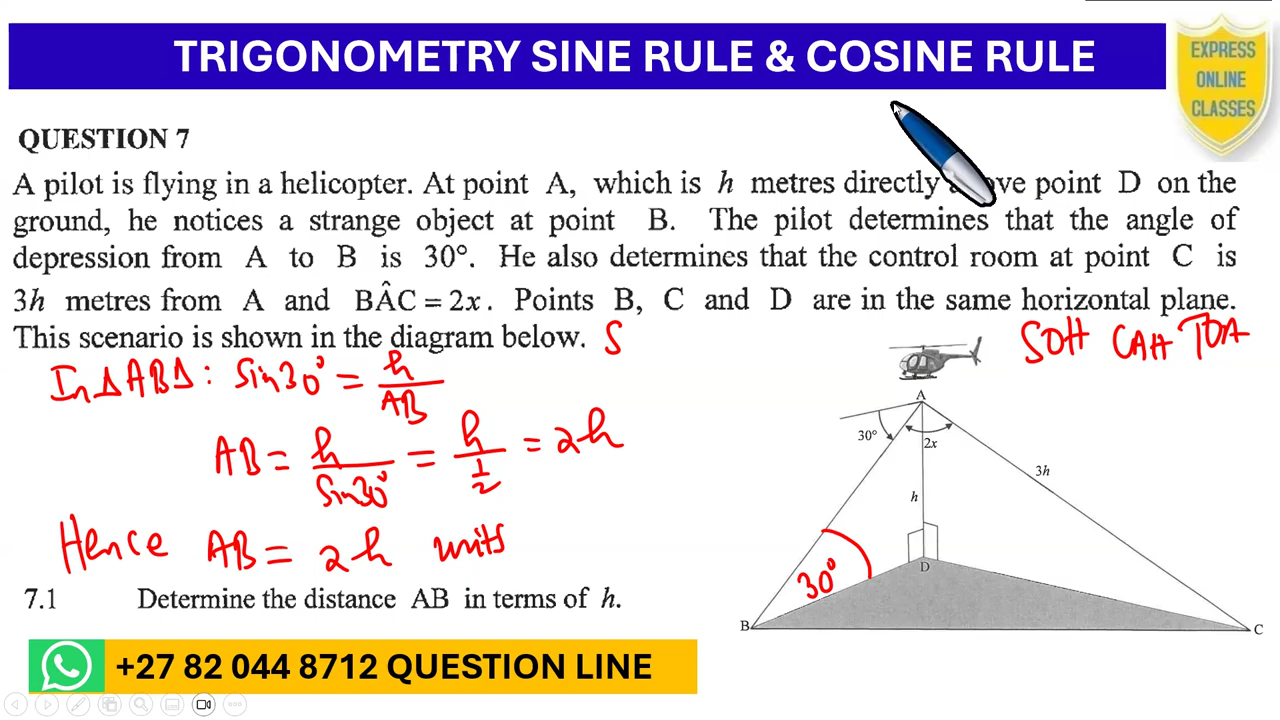 TRIGONOMETRY SINE RULE & COSINE RULE
EXPRESS
ONLINE
CLASSES
QUESTION 7
A pilot is flying in a helicopter. At point A, which is h metres directly above point D on the
ground, he notices a strange object at point B. The pilot determines that the angle of
depression from A to B is 30°. He also determines that the control room at point C is
3h metres from A and BÂC = 2x. Points B, C and D are in the same horizontal plane.
This scenario is shown in the diagram below. S
SOH CAH TOA
In ΔABΔ: sin30° = h/AB
AB = h/sin30° = h/(1/2) = 2h
Hence AB = 2h units
A
30°
2x
3h
h
D
30°
B
C
7.1 Determine the distance AB in terms of h.
+27 82 044 8712 QUESTION LINE